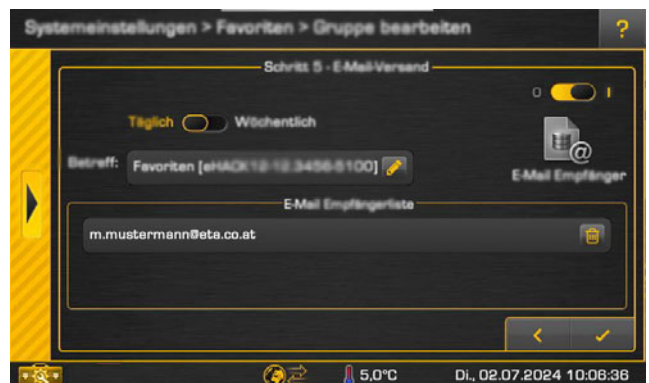 Systemeinstellungen > Favoriten > Gruppe bearbeiten
?
Schritt 5 - E-Mail-Versand
O I
Täglich Wöchentlich
Betreff: Favoriten [
E-Mail Empfänger
E-Mail Empfängerliste
m.mustermann@eta.co.at
5,0°C
Di., 02.07.2024 10:06:36